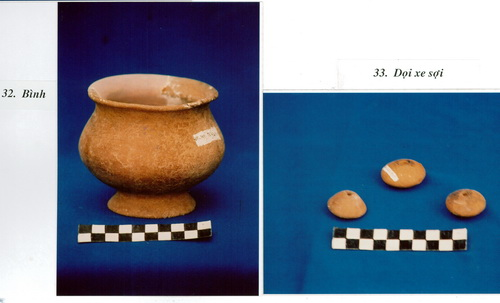 32. Bình
33. Dọi xe sợi